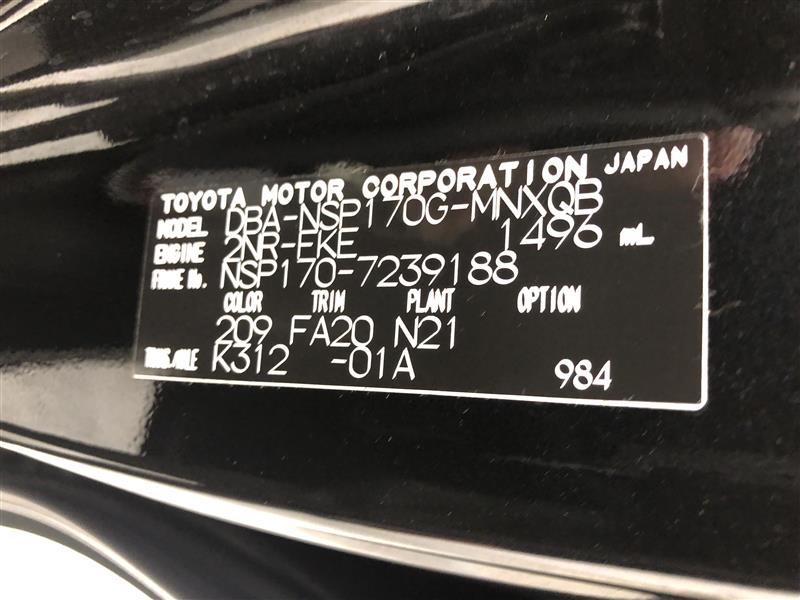 TOYOTA MOTOR CORPORATION JAPAN
MODEL DBA-NSP170G-MNXQB
ENGINE 2NR-FKE 1496 mL
FRAME No. NSP170-7239188
COLOR TRIM PLANT OPTION
209 FA20 N21
TRANS./AXLE K312 -01A
984